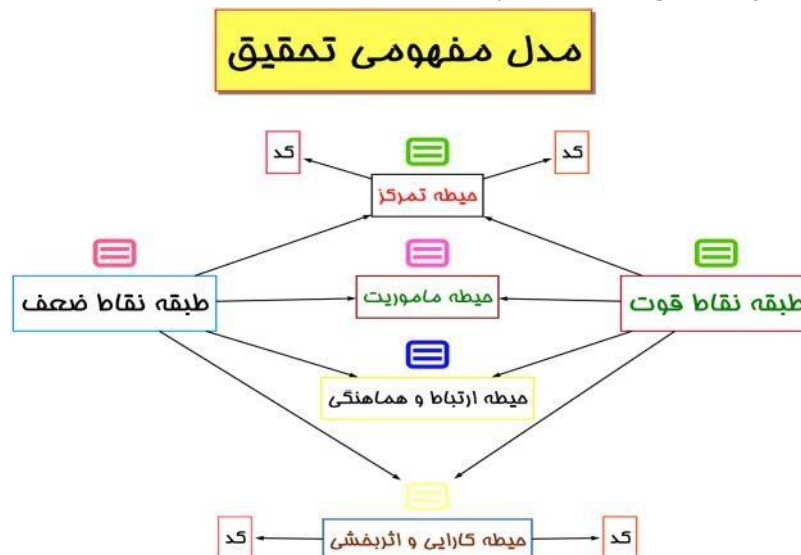 مدل مفهومی تحقیق
کد
کد
حیطه تمرکز
طبقه نقاط قوت
حیطه ماموریت
طبقه نقاط ضعف
حیطه ارتباط و هماهنگی
کد
حیطه کارایی و اثربخشی
کد